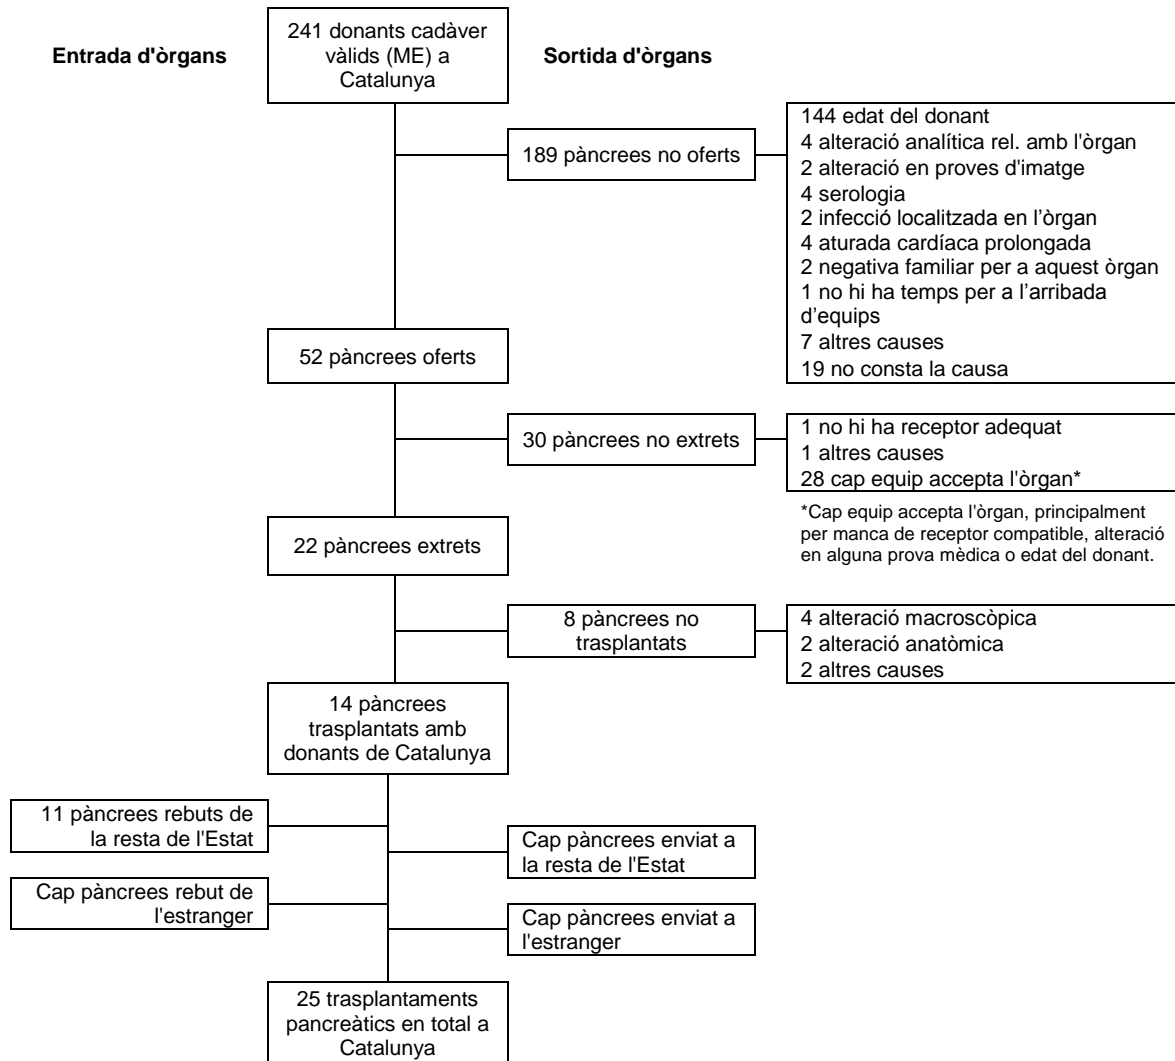 241 donants cadàver
vàlids (ME) a
Catalunya
Entrada d'òrgans
Sortida d'òrgans
189 pàncrees no oferts
144 edat del donant
4 alteració analítica rel. amb l'òrgan
2 alteració en proves d'imatge
4 serologia
2 infecció localitzada en l’òrgan
4 aturada cardíaca prolongada
2 negativa familiar per a aquest òrgan
1 no hi ha temps per a l’arribada
d’equips
7 altres causes
19 no consta la causa
52 pàncrees oferts
30 pàncrees no extrets
1 no hi ha receptor adequat
1 altres causes
28 cap equip accepta l'òrgan*
*Cap equip accepta l'òrgan, principalment
per manca de receptor compatible, alteració
en alguna prova mèdica o edat del donant.
22 pàncrees extrets
8 pàncrees no
trasplantats
4 alteració macroscòpica
2 alteració anatòmica
2 altres causes
14 pàncrees
trasplantats amb
donants de Catalunya
11 pàncrees rebuts de
la resta de l'Estat
Cap pàncrees enviat a
la resta de l'Estat
Cap pàncrees rebut de
l'estranger
Cap pàncrees enviat a
l'estranger
25 trasplantaments
pancreàtics en total a
Catalunya